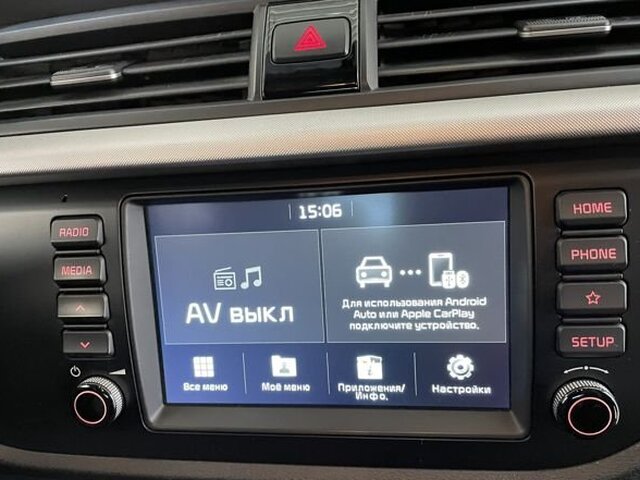 15:06
RADIO
MEDIA
AV ВЫКЛ
Для использования Android
Auto или Apple CarPlay
подключите устройство.
Все меню
Моё меню
Приложения/
Инфо.
Настройки
HOME
PHONE
SETUP